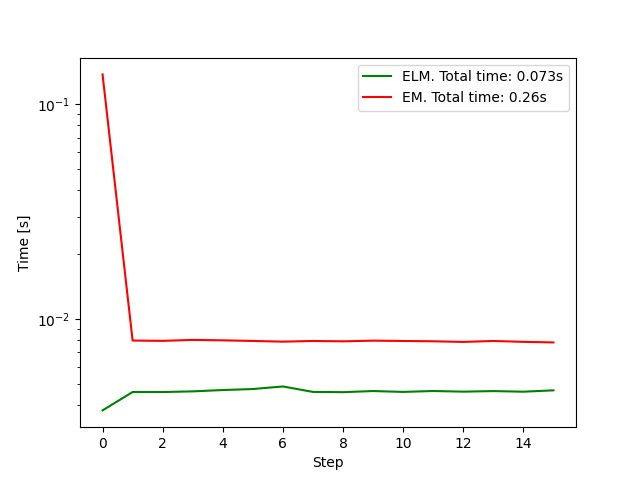 ELM. Total time: 0.073s
EM. Total time: 0.26s
10⁻¹
10⁻²
Time [s]
0 2 4 6 8 10 12 14
Step